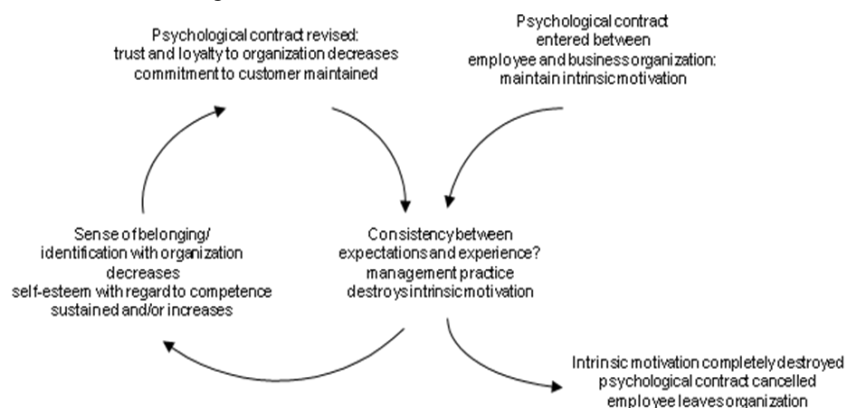 Psychological contract revised:
trust and loyalty to organization decreases
commitment to customer maintained
Psychological contract
entered between
employee and business organization:
maintain intrinsic motivation
Sense of belonging/
identification with organization
decreases
self-esteem with regard to competence
sustained and/or increases
Consistency between
expectations and experience?
management practice
destroys intrinsic motivation
Intrinsic motivation completely destroyed
psychological contract cancelled
employee leaves organization